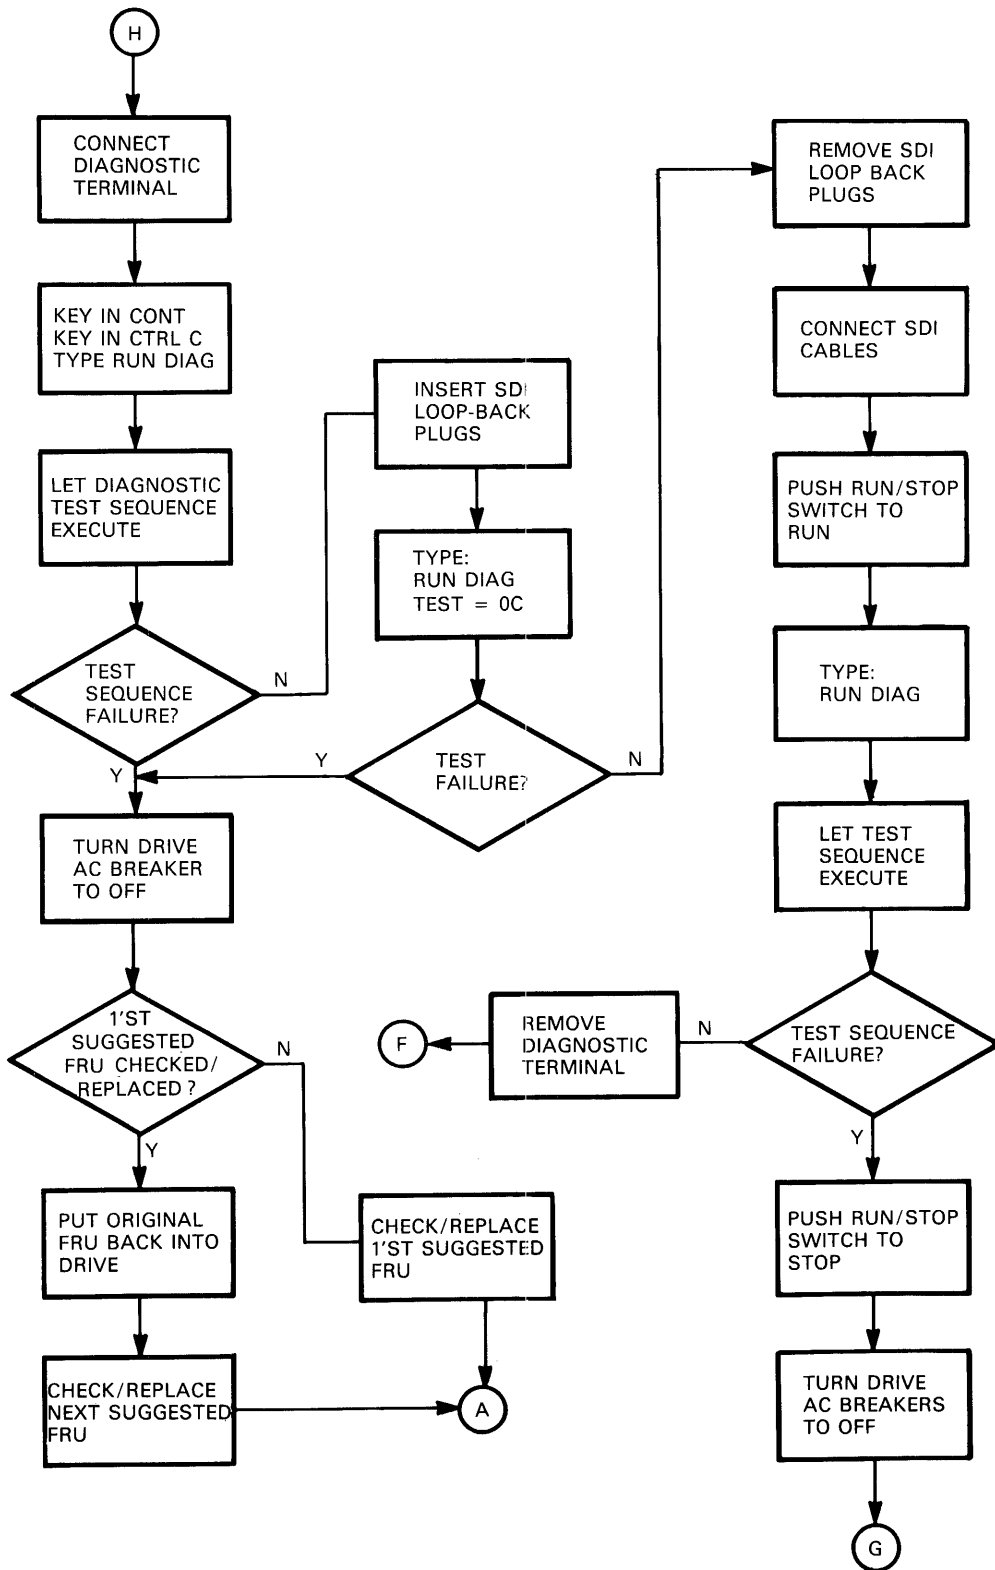 H
CONNECT
DIAGNOSTIC
TERMINAL
KEY IN CONT
KEY IN CTRL C
TYPE RUN DIAG
LET DIAGNOSTIC
TEST SEQUENCE
EXECUTE
TEST
SEQUENCE
FAILURE?
N
Y
INSERT SDI
LOOP-BACK
PLUGS
TYPE:
RUN DIAG
TEST = 0C
TEST
FAILURE?
Y
N
TURN DRIVE
AC BREAKER
TO OFF
1'ST
SUGGESTED
FRU CHECKED/
REPLACED?
N
Y
PUT ORIGINAL
FRU BACK INTO
DRIVE
CHECK/REPLACE
NEXT SUGGESTED
FRU
CHECK/REPLACE
1'ST SUGGESTED
FRU
A
REMOVE SDI
LOOP BACK
PLUGS
CONNECT SDI
CABLES
PUSH RUN/STOP
SWITCH TO
RUN
TYPE:
RUN DIAG
LET TEST
SEQUENCE
EXECUTE
TEST SEQUENCE
FAILURE?
N
REMOVE
DIAGNOSTIC
TERMINAL
F
Y
PUSH RUN/STOP
SWITCH TO
STOP
TURN DRIVE
AC BREAKERS
TO OFF
G